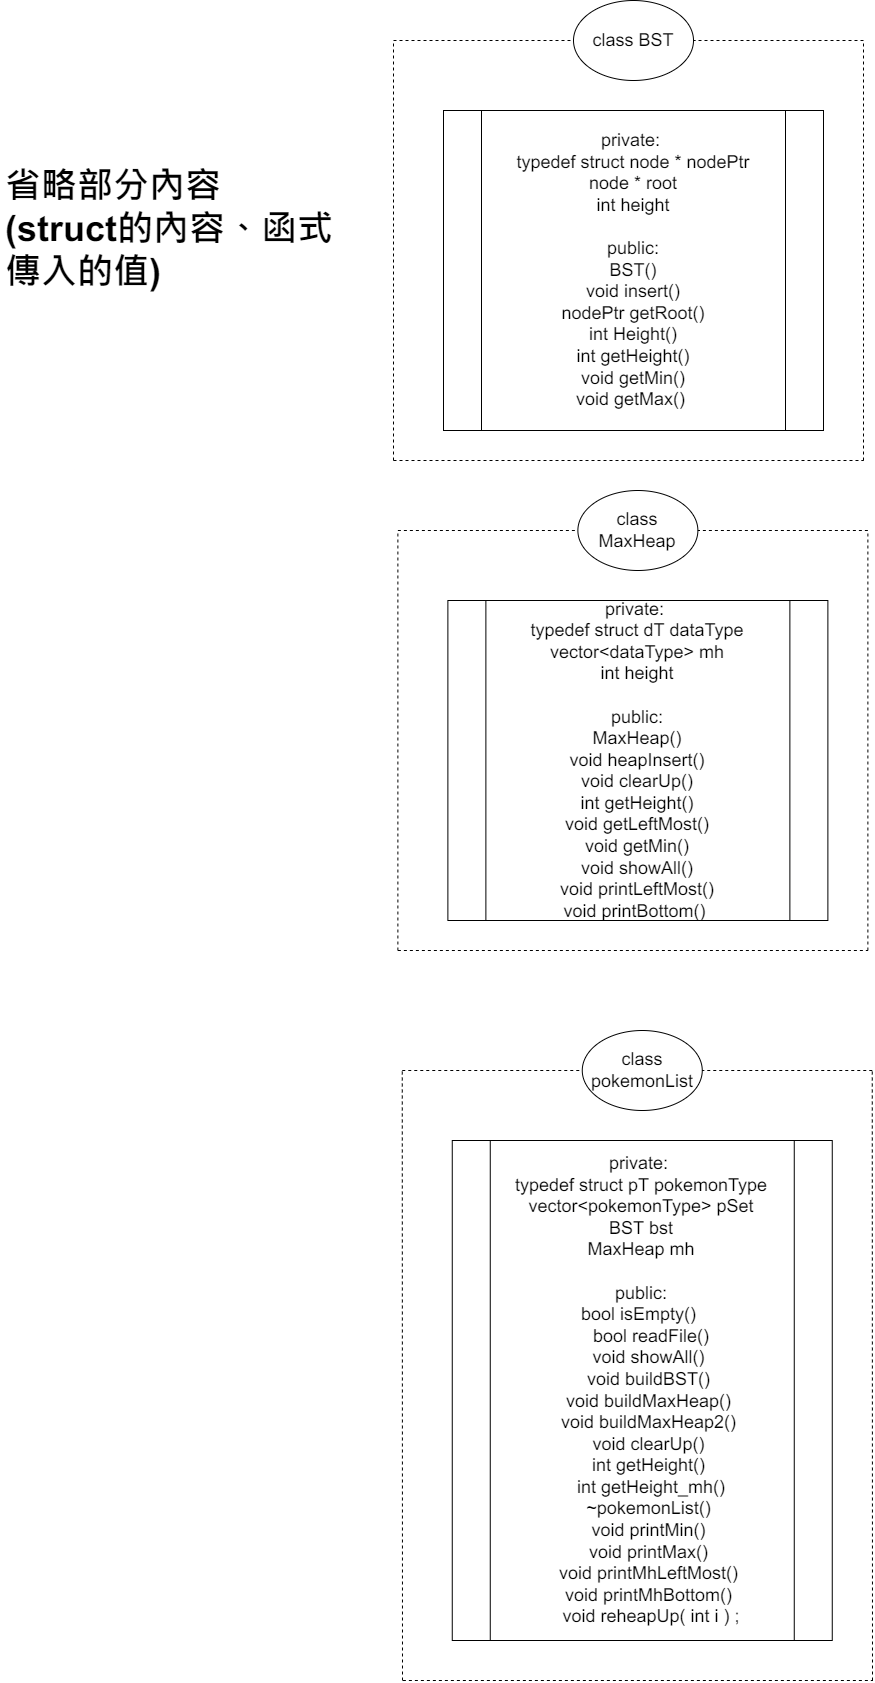 省略部分內容
(struct的內容、函式
傳入的值)
class BST
private:
typedef struct node * nodePtr
node * root
int height
public:
BST()
void insert()
nodePtr getRoot()
int Height()
int getHeight()
void getMin()
void getMax()
class
MaxHeap
private:
typedef struct dT dataType
vector<dataType> mh
int height
public:
MaxHeap()
void heapInsert()
void clearUp()
int getHeight()
void getLeftMost()
void getMin()
void showAll()
void printLeftMost()
void printBottom()
class
pokemonList
private:
typedef struct pT pokemonType
vector<pokemonType> pSet
BST bst
MaxHeap mh
public:
bool isEmpty()
bool readFile()
void showAll()
void buildBST()
void buildMaxHeap()
void buildMaxHeap2()
void clearUp()
int getHeight()
int getHeight_mh()
~pokemonList()
void printMin()
void printMax()
void printMhLeftMost()
void printMhBottom()
void reheapUp( int i ) ;